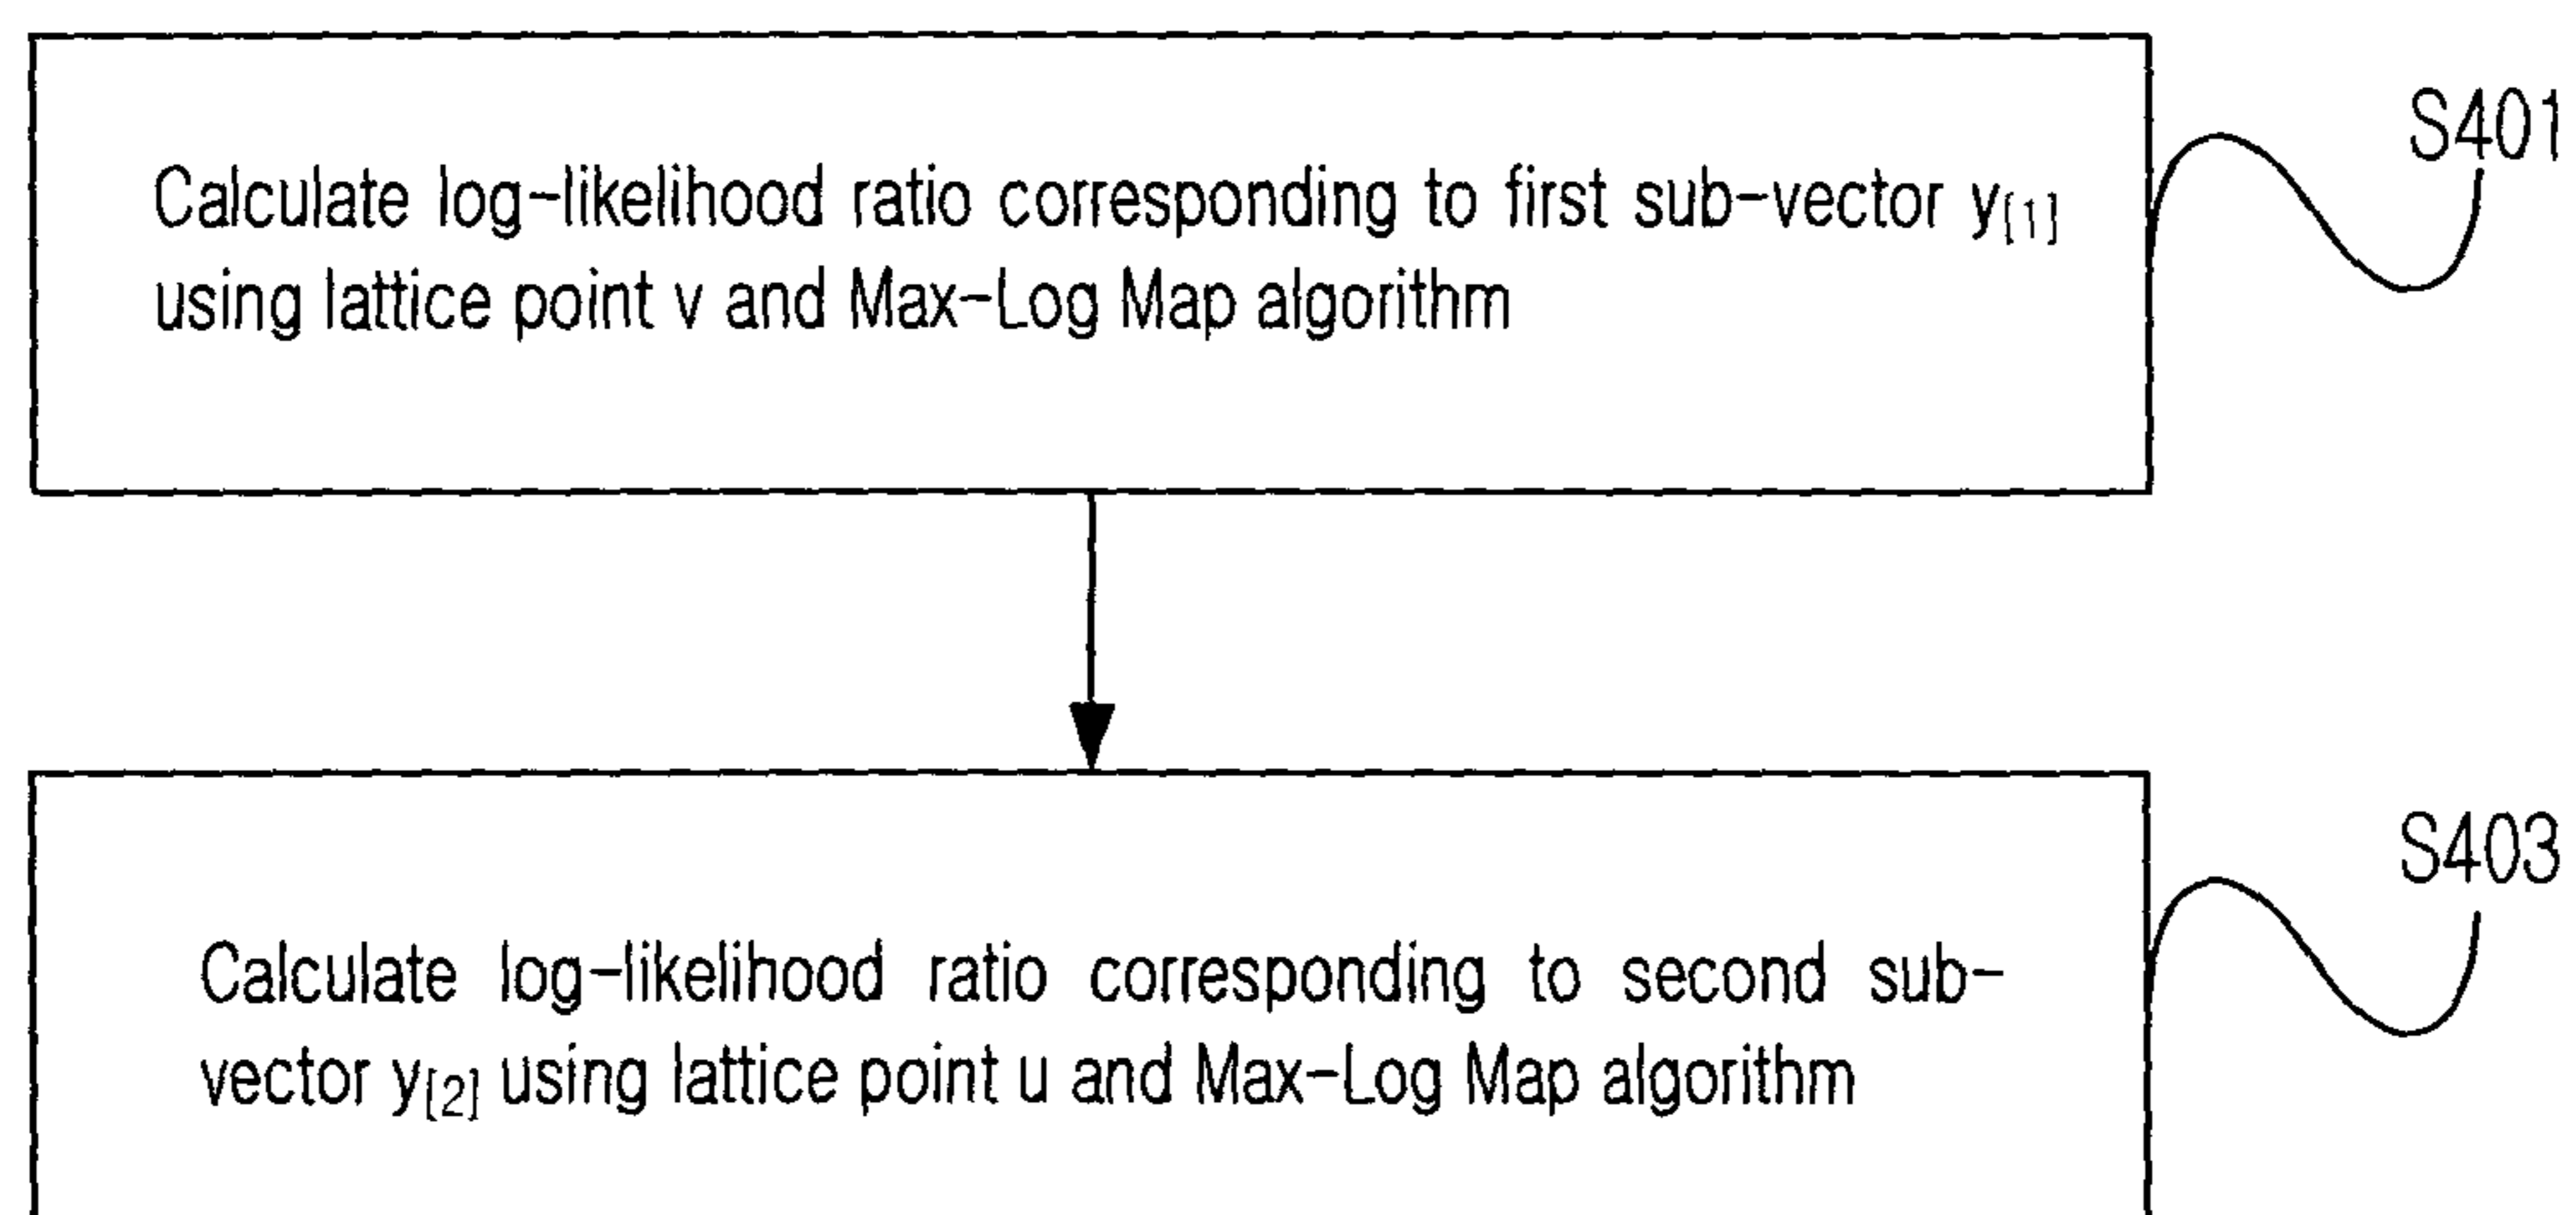 S401
Calculate log-likelihood ratio corresponding to first sub-vector y[1]
using lattice point v and Max-Log Map algorithm
S403
Calculate log-likelihood ratio corresponding to second sub-
vector y[2] using lattice point u and Max-Log Map algorithm